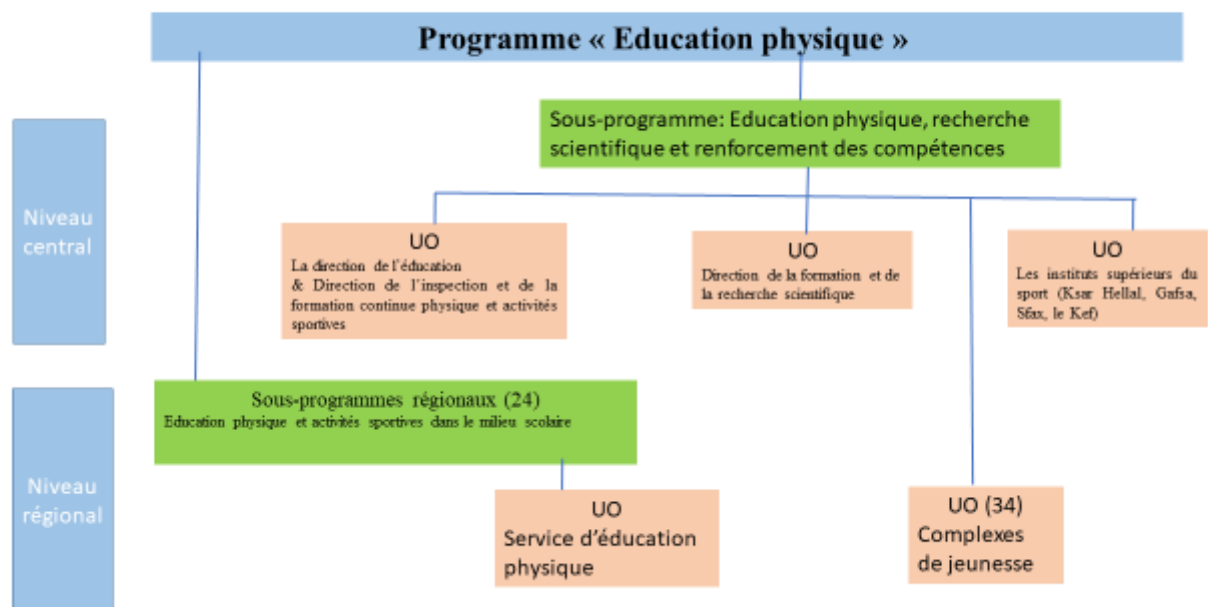 Programme « Education physique »
Sous-programme: Education physique, recherche
scientifique et renforcement des compétences
Niveau
central
UO
La direction de l'éducation
& Direction de l'inspection et de la
formation continue physique et activités
sportives
UO
Direction de la formation et de
la recherche scientifique
UO
Les instituts supérieurs du
sport (Ksar Hellal, Gafsa,
Sfax, le Kef)
Sous-programmes régionaux (24)
Education physique et activités sportives dans le milieu scolaire
Niveau
régional
UO
Service d'éducation
physique
UO (34)
Complexes
de jeunesse